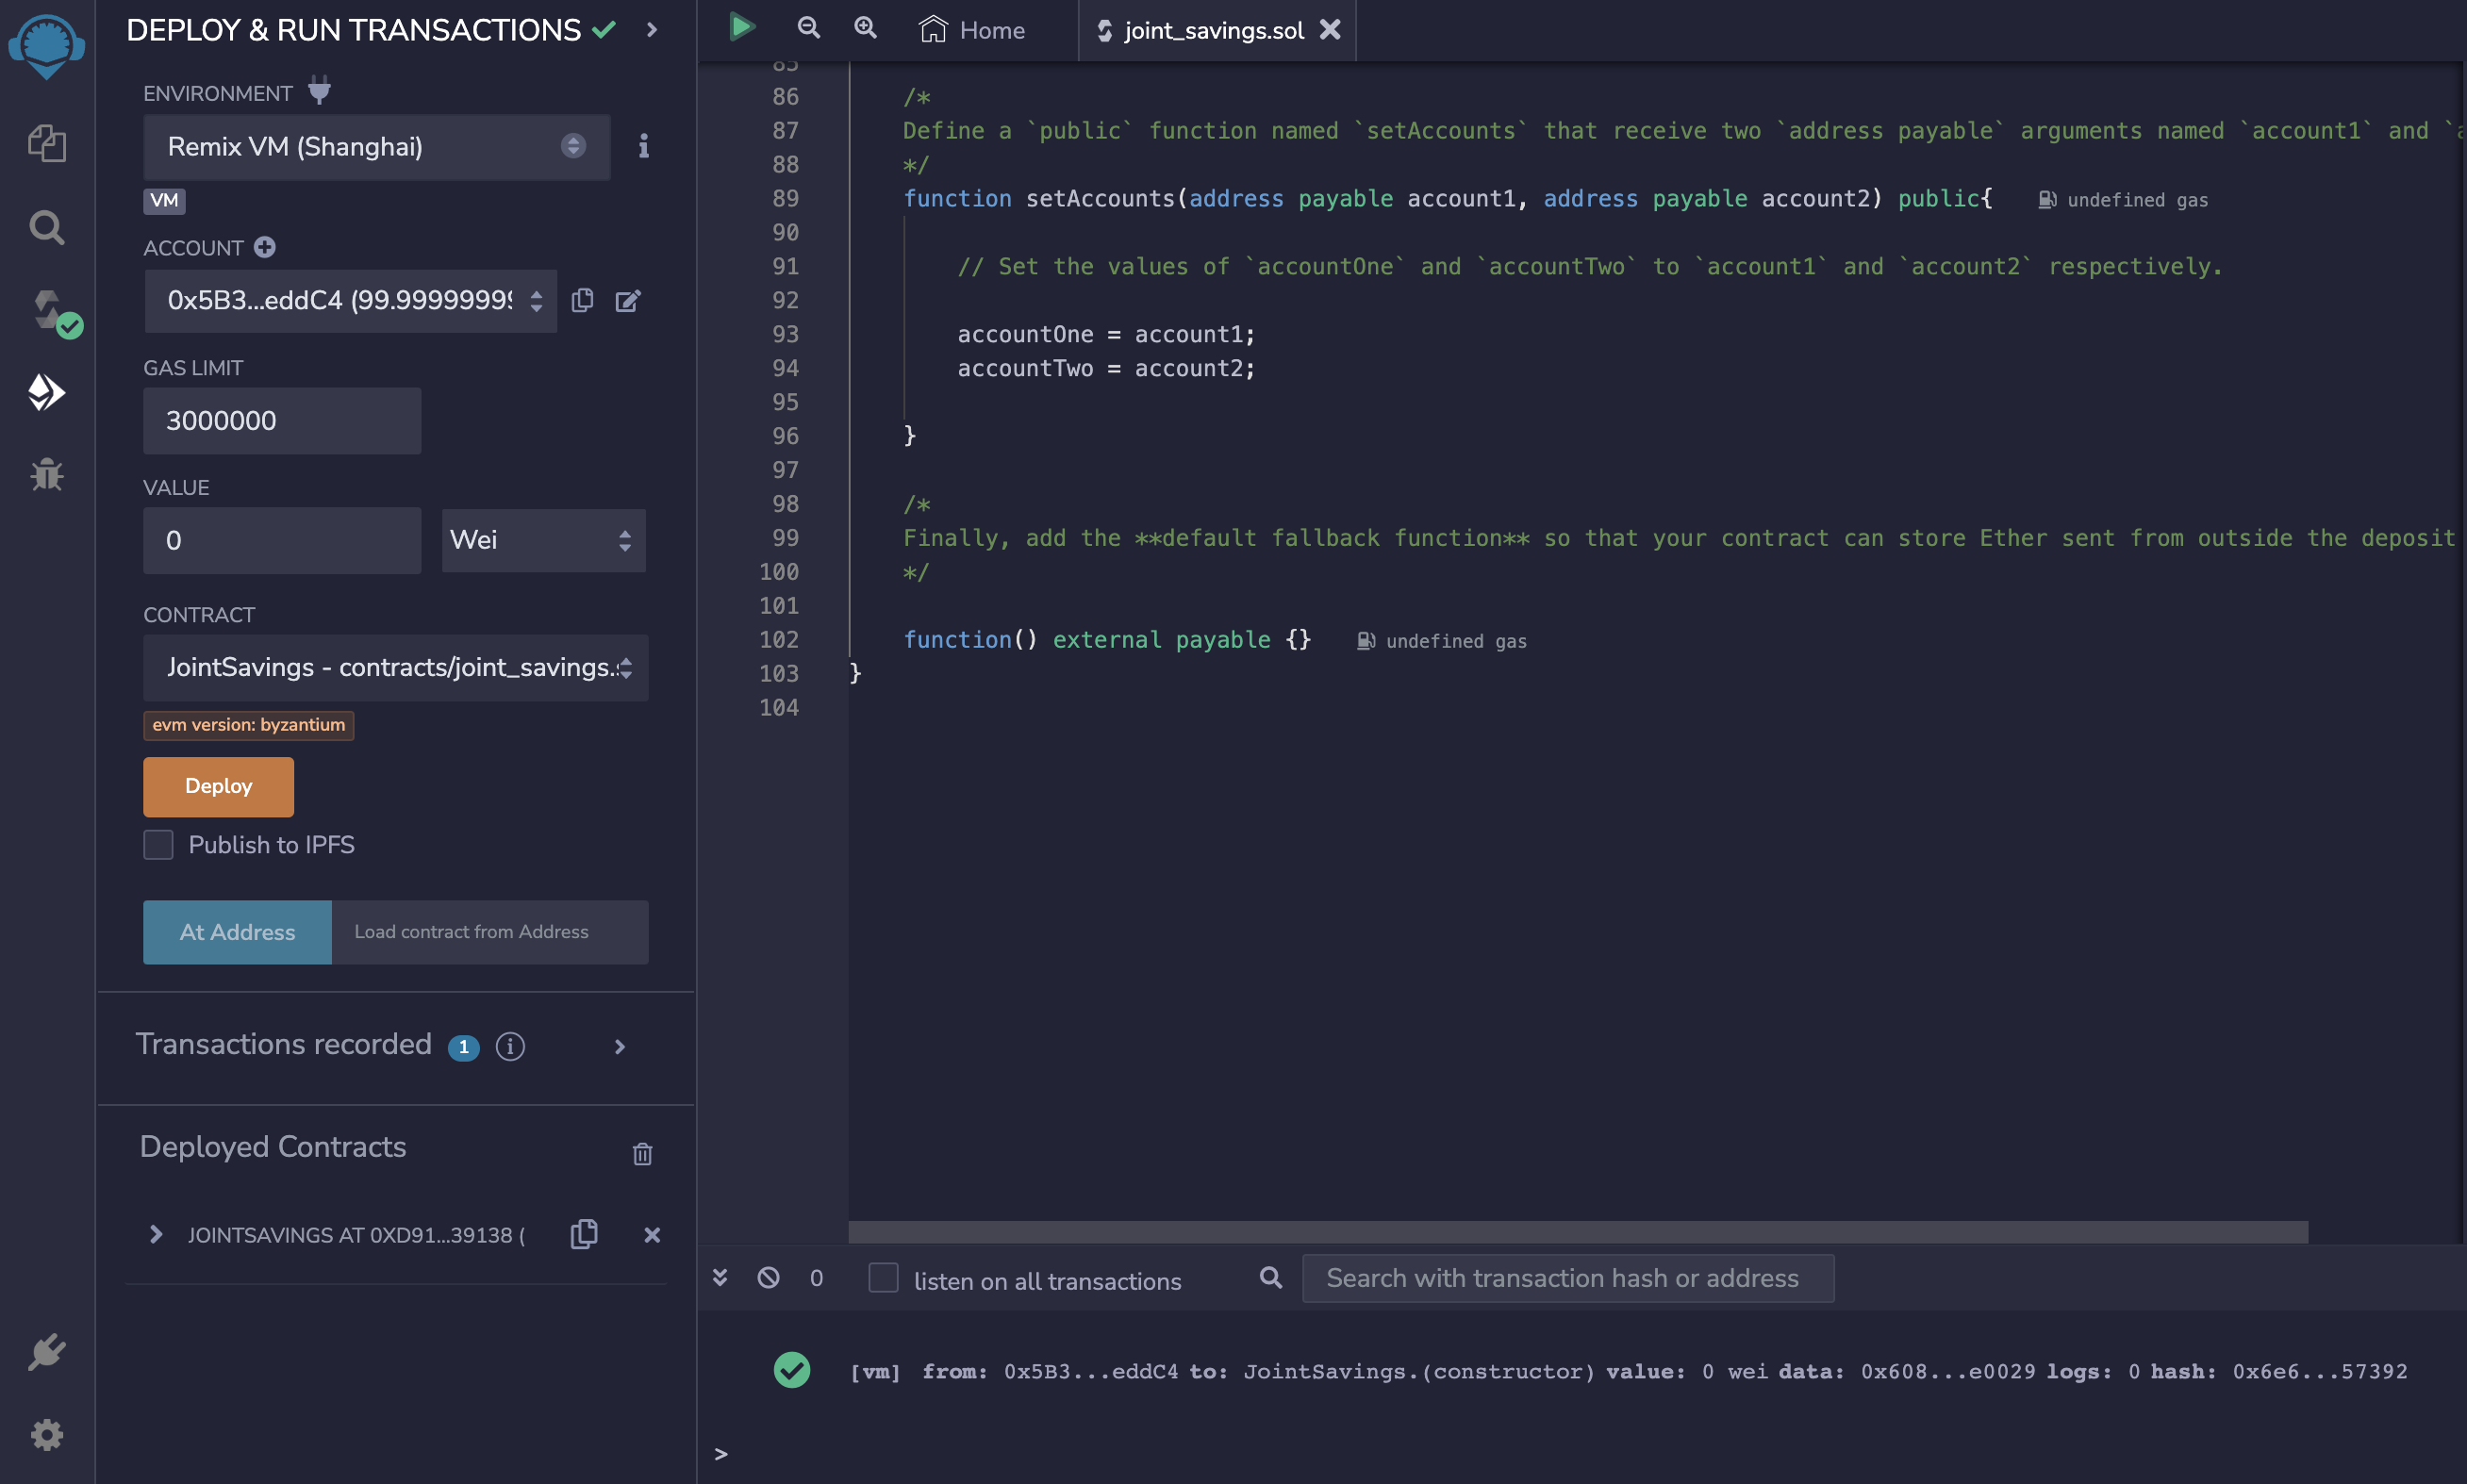 DEPLOY & RUN TRANSACTIONS
ENVIRONMENT
Remix VM (Shanghai)
VM
ACCOUNT
0x5B3...eddC4 (99.9999999
GAS LIMIT
3000000
VALUE
0
Wei
CONTRACT
JointSavings - contracts/joint_savings.
evm version: byzantium
Deploy
Publish to IPFS
At Address
Load contract from Address
Transactions recorded 1
Deployed Contracts
JOINTSAVINGS AT 0XD91...39138 (
Home
joint_savings.sol
85
86 /*
87 Define a `public` function named `setAccounts` that receive two `address payable` arguments named `account1` and `a
88 */
89 function setAccounts(address payable account1, address payable account2) public{ undefined gas
90
91 // Set the values of `accountOne` and `accountTwo` to `account1` and `account2` respectively.
92
93 accountOne = account1;
94 accountTwo = account2;
95
96 }
97
98 /*
99 Finally, add the **default fallback function** so that your contract can store Ether sent from outside the deposit
100 */
101
102 function() external payable {} undefined gas
103 }
104
0
listen on all transactions
Search with transaction hash or address
[vm] from: 0x5B3...eddC4 to: JointSavings.(constructor) value: 0 wei data: 0x608...e0029 logs: 0 hash: 0x6e6...57392
>